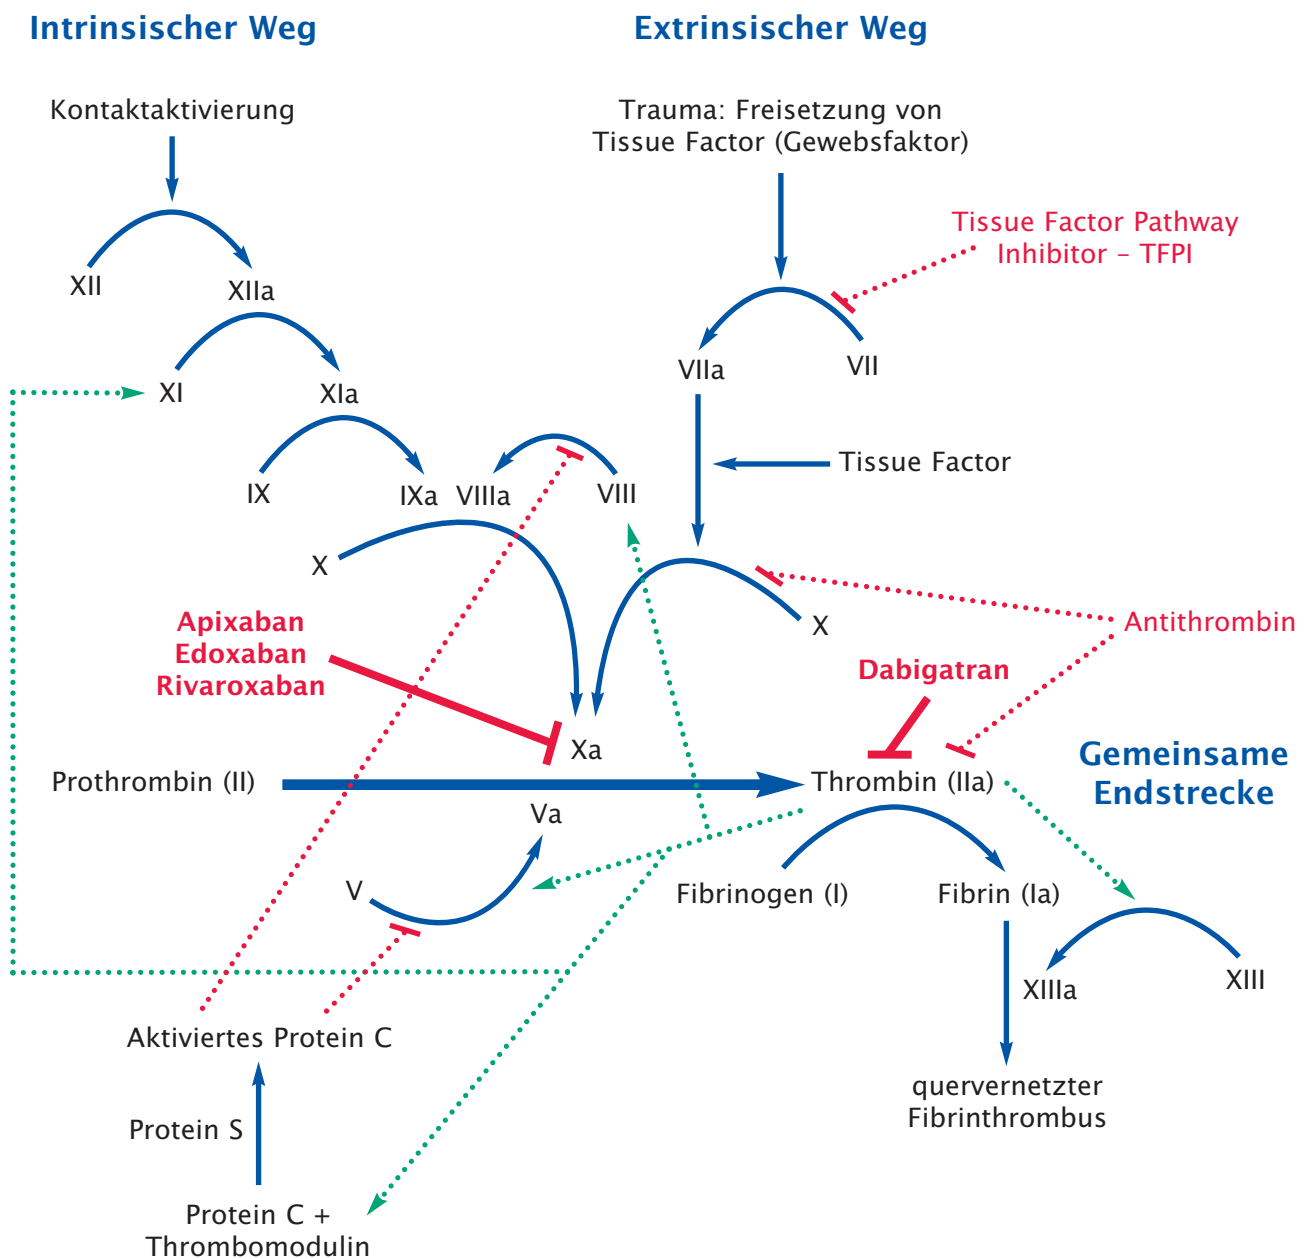 Intrinsischer Weg
Extrinsischer Weg
Kontaktaktivierung
Trauma: Freisetzung von
Tissue Factor (Gewebsfaktor)
Tissue Factor Pathway
Inhibitor – TFPI
XII
XIIa
VIIa
VII
XI
XIa
Tissue Factor
IX
IXa
VIIIa
VIII
X
X
Apixaban
Edoxaban
Rivaroxaban
Antithrombin
Dabigatran
Xa
Gemeinsame
Endstrecke
Prothrombin (II)
Thrombin (IIa)
Va
V
Fibrinogen (I)
Fibrin (Ia)
XIIIa
XIII
Aktiviertes Protein C
quervernetzter
Fibrinthrombus
Protein S
Protein C +
Thrombomodulin